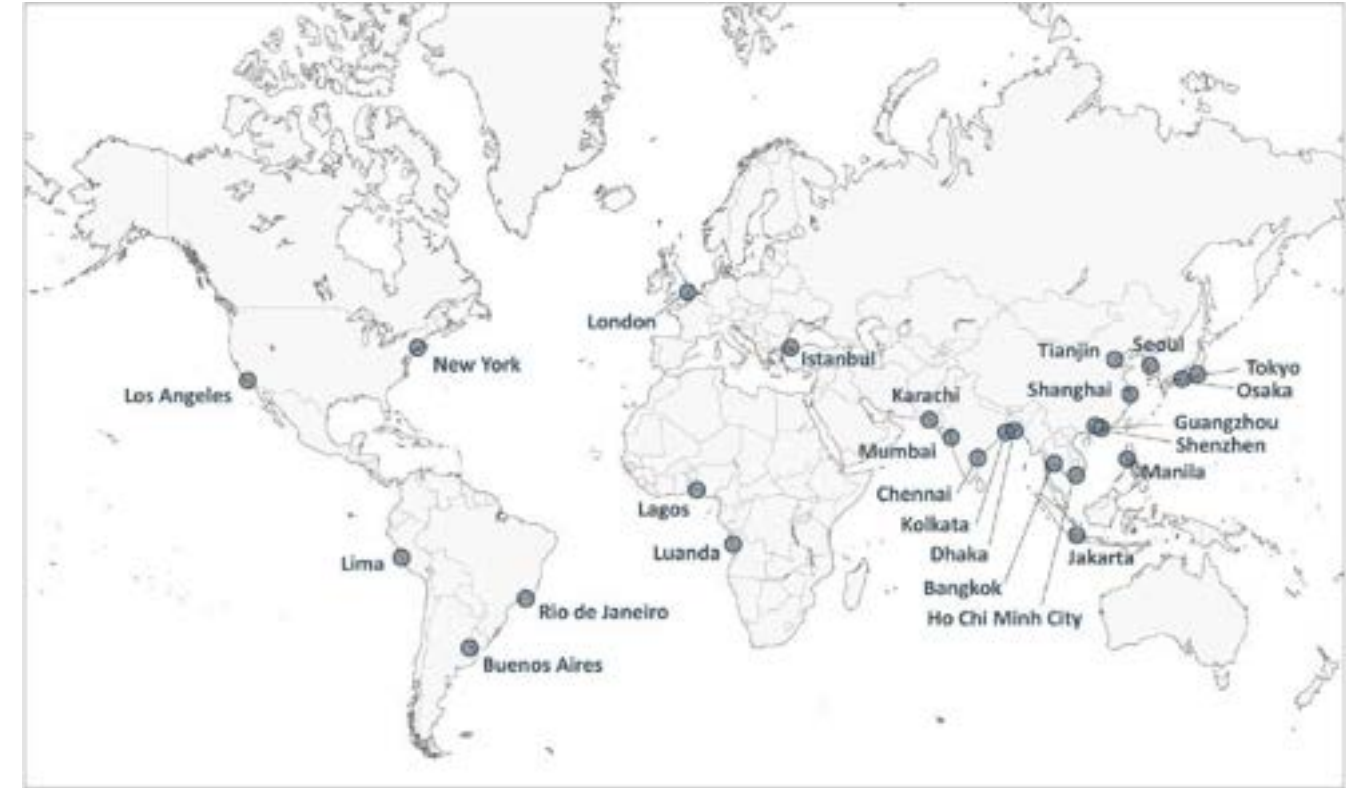 London
New York
Istanbul
Tianjin
Seoul
Tokyo
Los Angeles
Karachi
Shanghai
Osaka
Guangzhou
Mumbai
Shenzhen
Manila
Chennai
Lagos
Kolkata
Luanda
Dhaka
Jakarta
Lima
Bangkok
Rio de Janeiro
Ho Chi Minh City
Buenos Aires